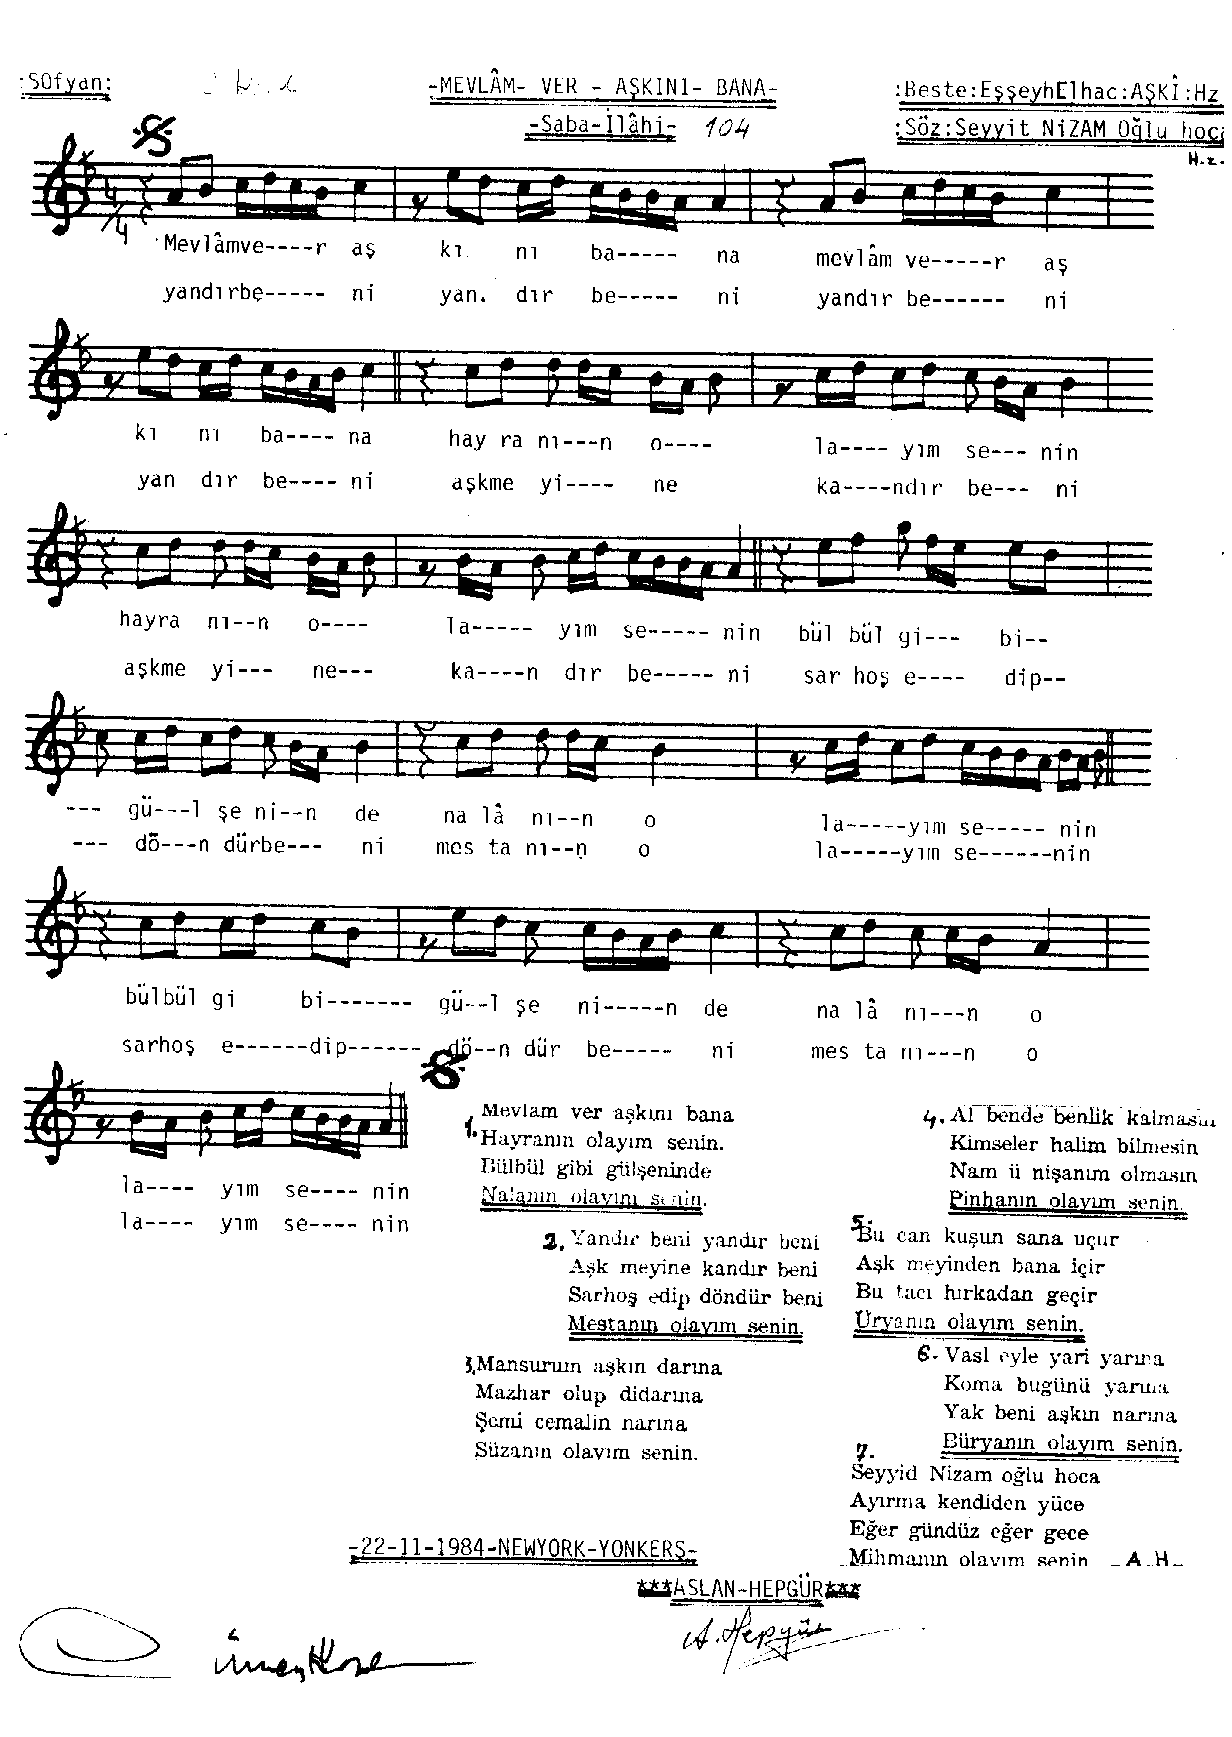 :SOfyan:
-MEVLÂM- VER - AŞKINI- BANA-
:Beste:EşşeyhElhac:AŞKÎ:Hz
-Saba-İlâhi- 104
:Söz:Seyyit NiZAM Oğlu hoca
H.z.
4/4
Mevlâmve----r aş kı nı ba----- na mevlâm ve-----r aş
yandırbe----- ni yan. dır be----- ni yandır be------ ni
kı nı ba---- na hay ra nı---n o---- la---- yım se--- nin
yan dır be---- ni aşkme yi---- ne ka----ndır be--- ni
hayra nı--n o---- la----- yım se----- nin bül bül gi--- bi--
aşkme yi--- ne--- ka----n dır be----- ni sar hoş e---- dip--
--- gü---l şe ni--n de na lâ nı--n o la-----yım se----- nin
--- dö---n dürbe--- ni mes ta nı--n o la-----yım se------nin
bülbül gi bi------- gü---l şe ni-----n de na lâ nı---n o
sarhoş e------dip------ dö--n dür be----- ni mes ta nı---n o
la---- yım se---- nin
la---- yım se---- nin
1. Mevlam ver aşkını bana
Hayranın olayım senin.
Bülbül gibi gülşeninde
Nalanın olayım senin.
2. Yandır beni yandır beni
Aşk meyine kandır beni
Sarhoş edip döndür beni
Mestanın olayım senin.
3. Mansurum aşkın darına
Mazhar olup didarına
Şemi cemalin narına
Süzanın olayım senin.
4. Al bende benlik kalmasın
Kimseler halim bilmesin
Nam ü nişanım olmasın
Pinhanın olayım senin.
5. Bu can kuşun sana uçur
Aşk meyinden bana içir
Bu tacı hırkadan geçir
Üryanın olayım senin.
6. Vasl eyle yari yarına
Koma bugünü yarına
Yak beni aşkın narına
Büryanın olayım senin.
7.
Seyyid Nizam oğlu hoca
Ayırma kendiden yüce
Eğer gündüz eğer gece
Mihmanın olayım senin - A.H-
-22-11-1984-NEWYORK-YONKERS-
***ASLAN-HEPGÜR***
A. Hepgür